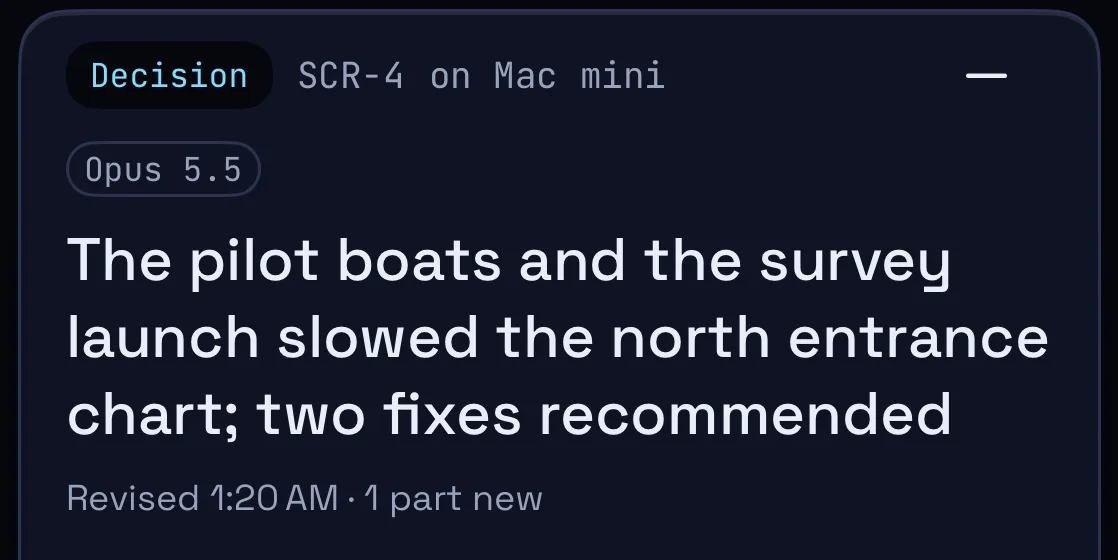 Decision SCR-4 on Mac mini
Opus 5.5
The pilot boats and the survey
launch slowed the north entrance
chart; two fixes recommended
Revised 1:20 AM · 1 part new